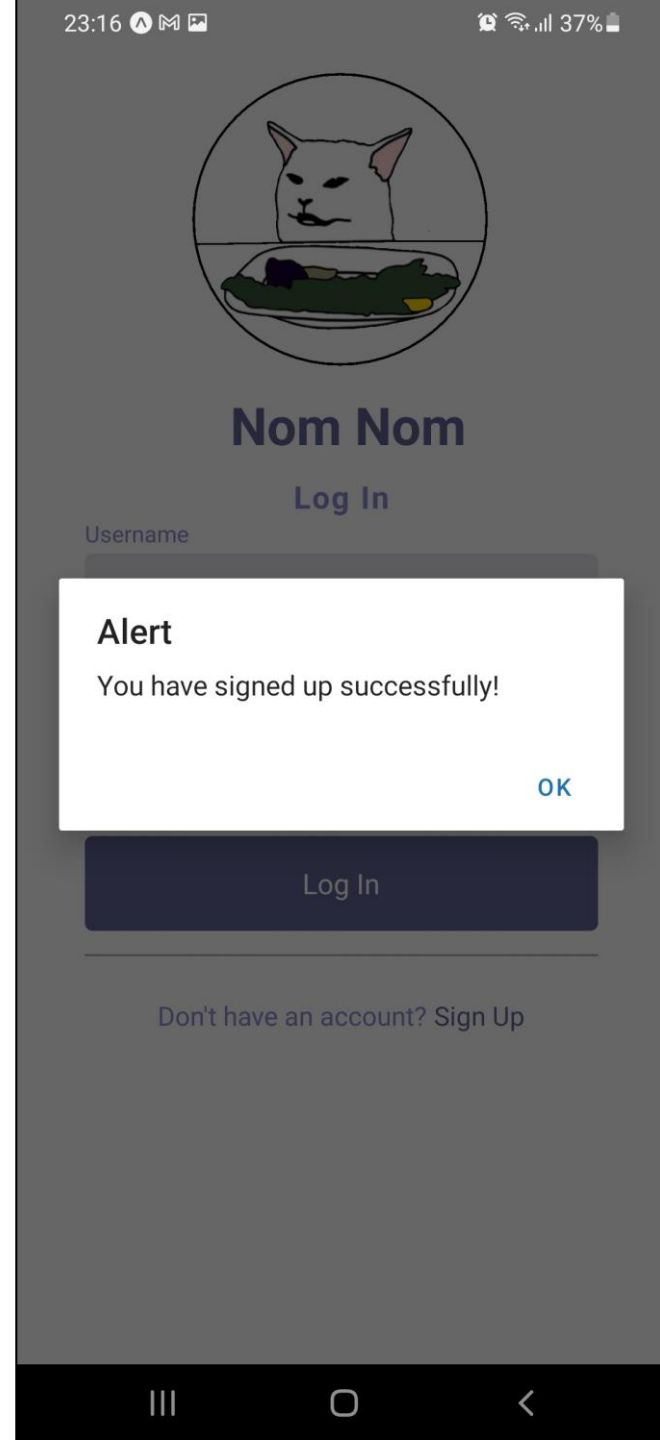 23:16 37%
Nom Nom
Log In
Username
Alert
You have signed up successfully!
OK
Log In
Don't have an account? Sign Up